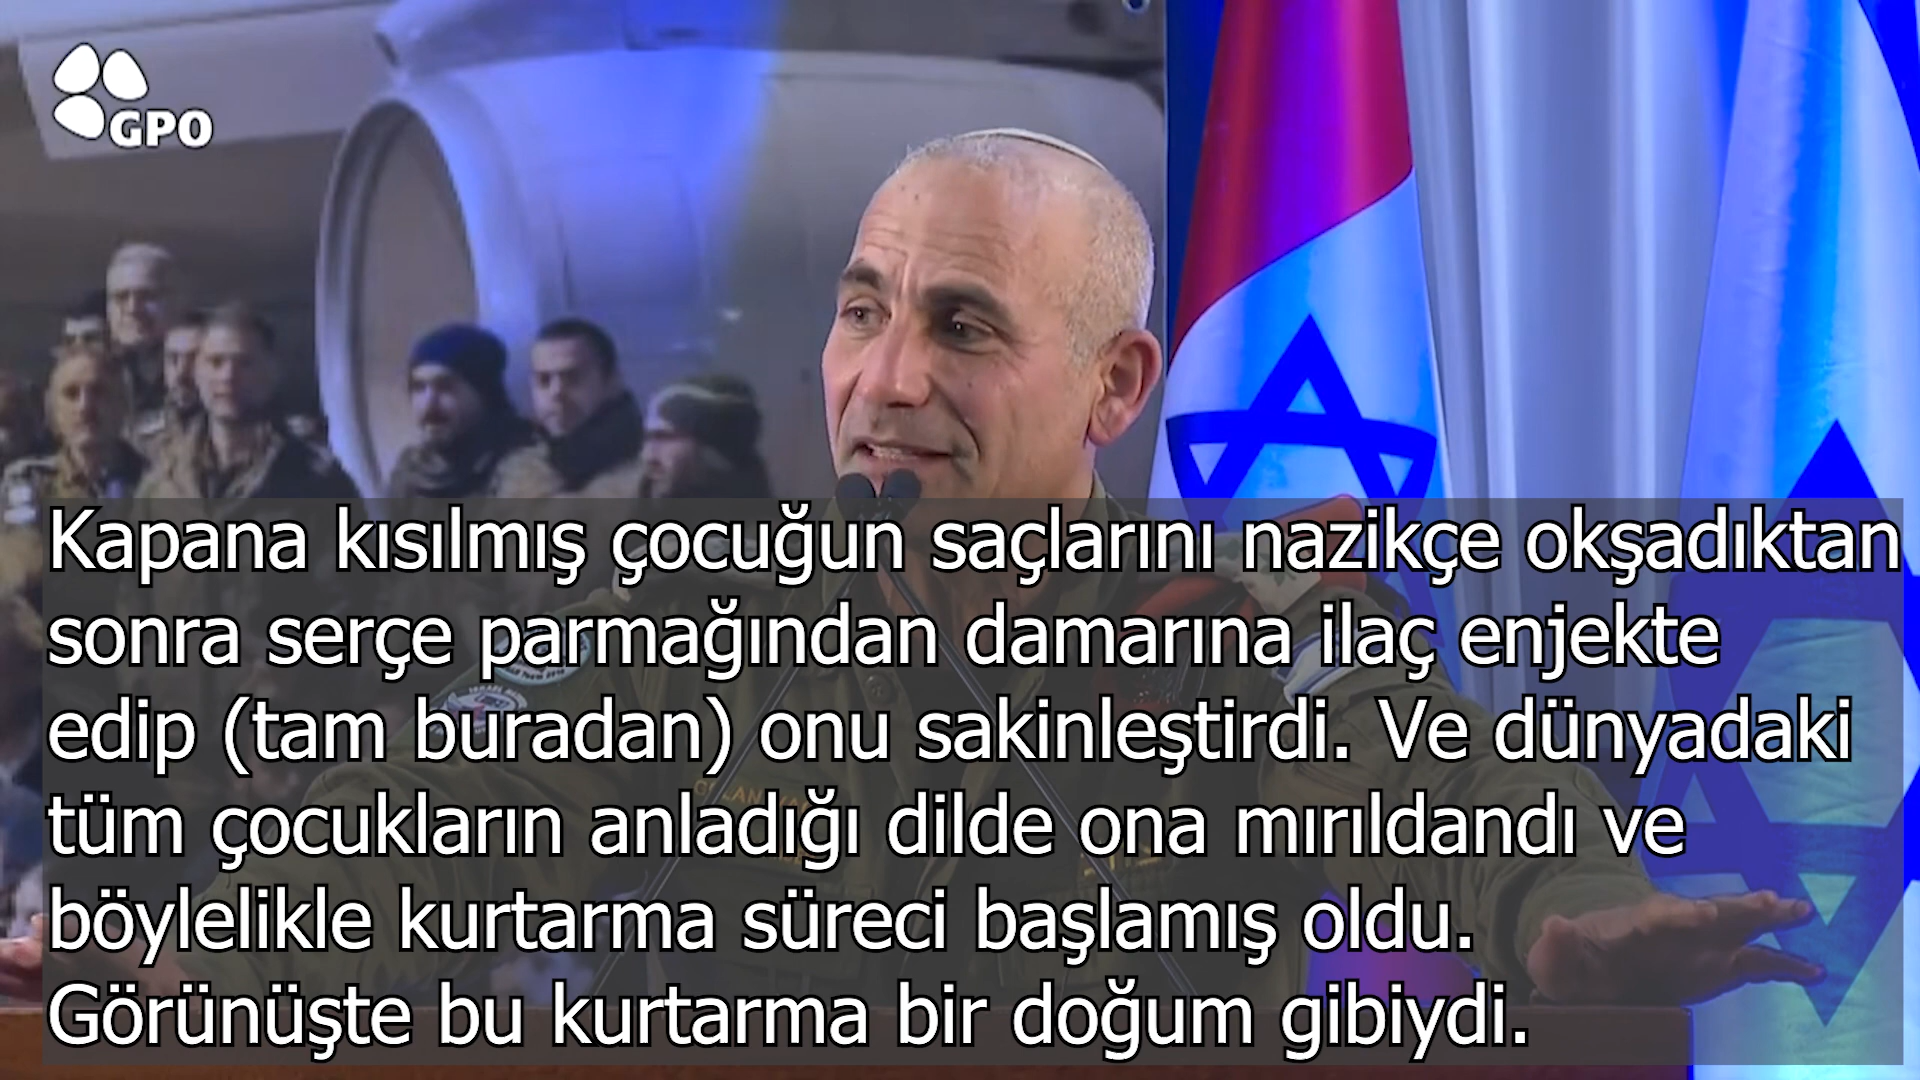 GPO
Kapana kısılmış çocuğun saçlarını nazikçe okşadıktan
sonra serçe parmağından damarına ilaç enjekte
edip (tam buradan) onu sakinleştirdi. Ve dünyadaki
tüm çocukların anladığı dilde ona mırıldandı ve
böylelikle kurtarma süreci başlamış oldu.
Görünüşte bu kurtarma bir doğum gibiydi.